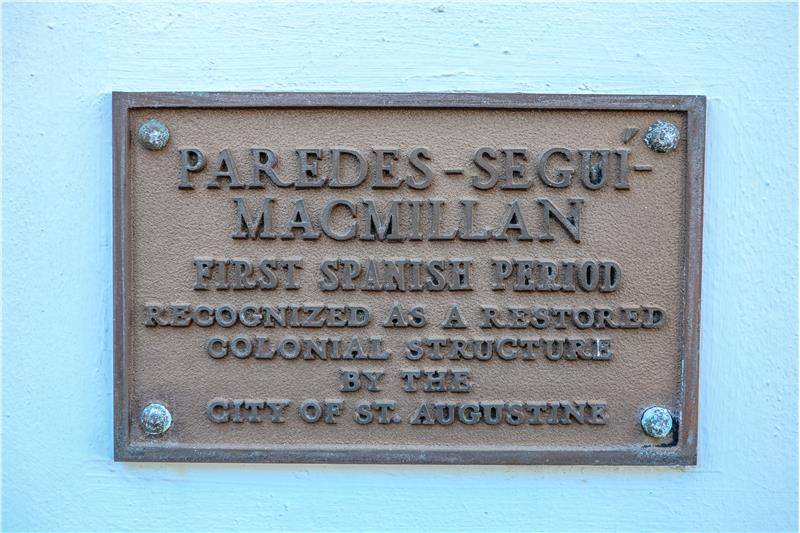 PAREDES-SEGUÍ-
MACMILLAN
FIRST SPANISH PERIOD
RECOGNIZED AS A RESTORED
COLONIAL STRUCTURE
BY THE
CITY OF ST. AUGUSTINE